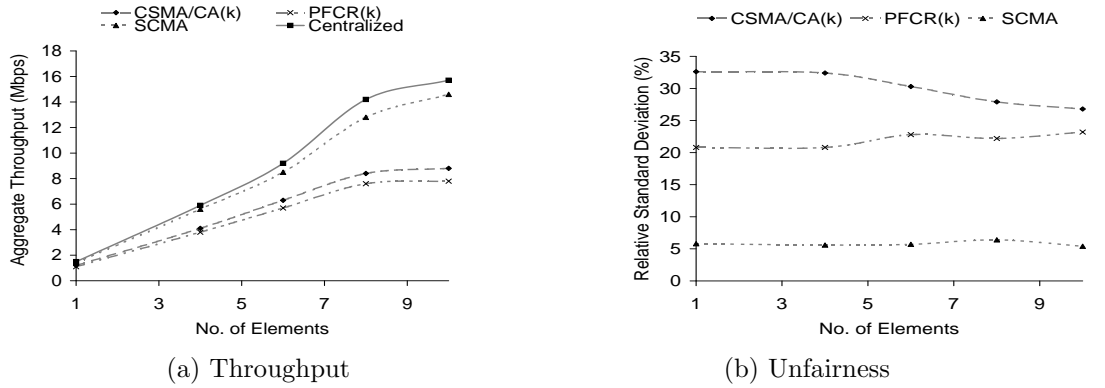 CSMA/CA(k) PFCR(k)
SCMA Centralized
18
16
14
12
10
8
6
4
2
0
Aggregate Throughput (Mbps)
1 3 5 7 9
No. of Elements
(a) Throughput
CSMA/CA(k) PFCR(k) SCMA
35
30
25
20
15
10
5
0
Relative Standard Deviation (%)
1 3 5 7 9
No. of Elements
(b) Unfairness